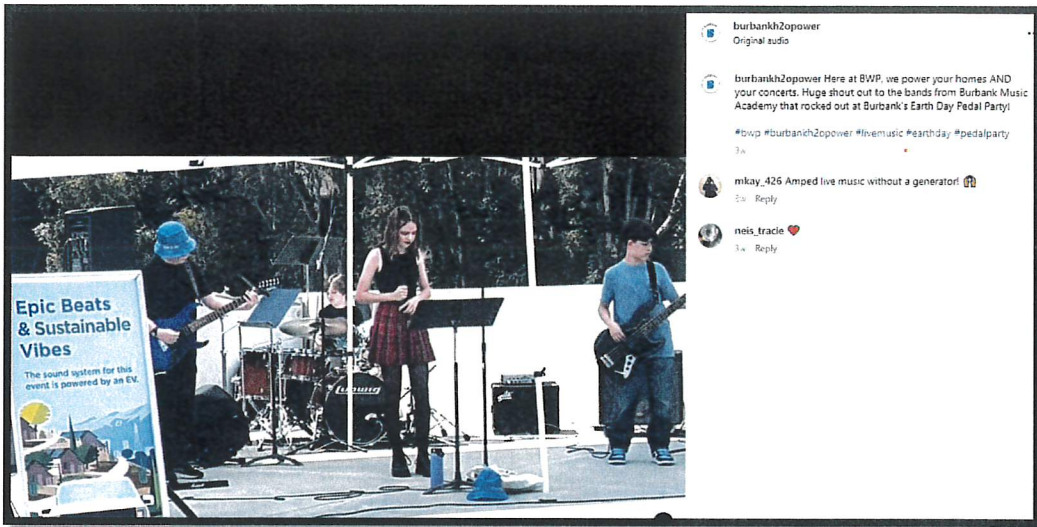 burbankh2opower
Original audio
burbankh2opower Here at BWP, we power your homes AND
your concerts. Huge shout out to the bands from Burbank Music
Academy that rocked out at Burbank's Earth Day Pedal Party!
#bwp #burbankh2opower #livemusic #earthday #pedalparty
3w
mkay_426 Amped live music without a generator! 🙌
3w Reply
neis_tracie ❤️
3w Reply
Epic Beats
& Sustainable
Vibes
The sound system for this
event is powered by an EV.
Ludwig